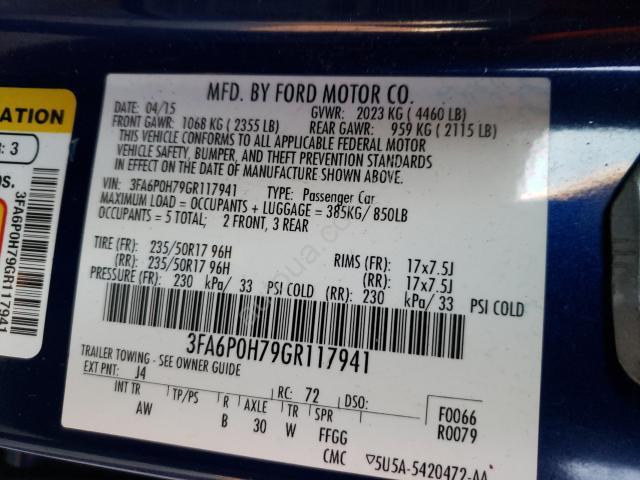 MFD. BY FORD MOTOR CO.
DATE: 04/15 GVWR: 2023 KG ( 4460 LB)
FRONT GAWR: 1068 KG ( 2355 LB) REAR GAWR: 959 KG ( 2115 LB)
THIS VEHICLE CONFORMS TO ALL APPLICABLE FEDERAL MOTOR
VEHICLE SAFETY, BUMPER, AND THEFT PREVENTION STANDARDS
IN EFFECT ON THE DATE OF MANUFACTURE SHOWN ABOVE.
VIN: 3FA6P0H79GR117941 TYPE: Passenger Car
MAXIMUM LOAD = OCCUPANTS + LUGGAGE = 385KG/ 850LB
OCCUPANTS = 5 TOTAL; 2 FRONT, 3 REAR
TIRE (FR): 235/50R17 96H RIMS (FR): 17x7.5J
(RR): 235/50R17 96H (RR): 17x7.5J
PRESSURE (FR): 230 kPa/ 33 PSI COLD (RR): 230 kPa/ 33 PSI COLD
3FA6P0H79GR117941
TRAILER TOWING - SEE OWNER GUIDE
EXT PNT: J4 RC: 72 DSO: F0066
INT TR TP/PS R AXLE TR SPR R0079
AW B 30 W FFGG
CMC 5U5A-5420472-AA
ATION
: 3
OS.
3FA6P0H79GR117941